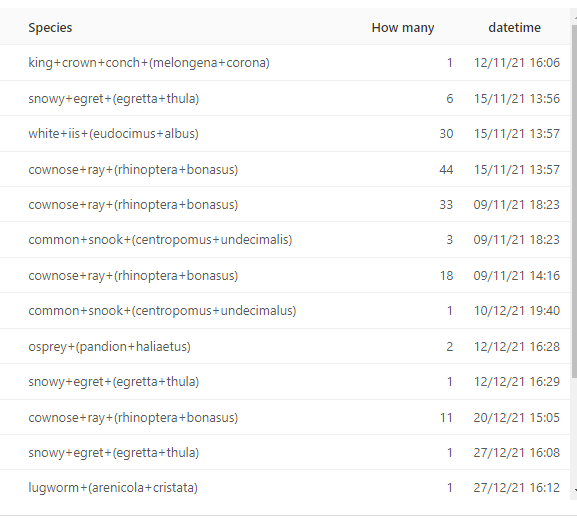 Species How many datetime
king+crown+conch+(melongena+corona) 1 12/11/21 16:06
snowy+egret+(egretta+thula) 6 15/11/21 13:56
white+iis+(eudocimus+albus) 30 15/11/21 13:57
cownose+ray+(rhinoptera+bonasus) 44 15/11/21 13:57
cownose+ray+(rhinoptera+bonasus) 33 09/11/21 18:23
common+snook+(centropomus+undecimalis) 3 09/11/21 18:23
cownose+ray+(rhinoptera+bonasus) 18 09/11/21 14:16
common+snook+(centropomus+undecimalus) 1 10/12/21 19:40
osprey+(pandion+haliaetus) 2 12/12/21 16:28
snowy+egret+(egretta+thula) 1 12/12/21 16:29
cownose+ray+(rhinoptera+bonasus) 11 20/12/21 15:05
snowy+egret+(egretta+thula) 1 27/12/21 16:08
lugworm+(arenicola+cristata) 1 27/12/21 16:12